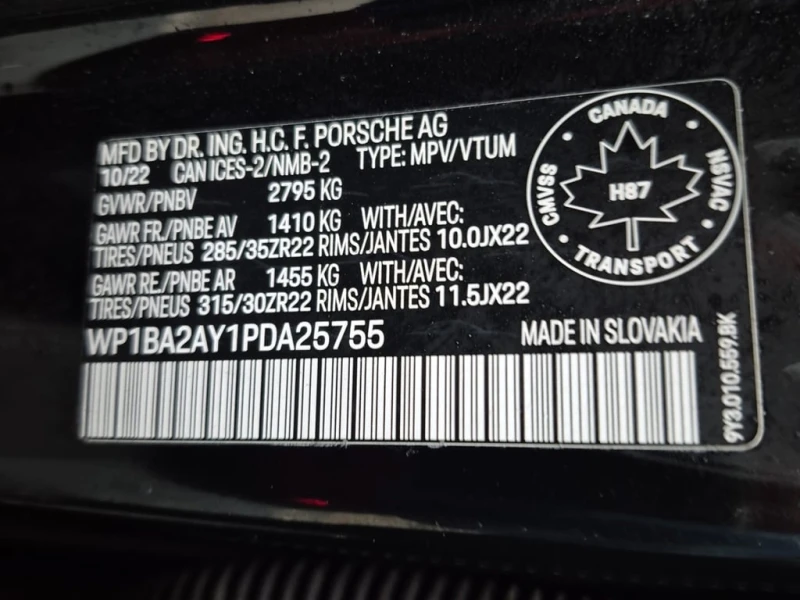 MFD BY DR. ING. H.C. F. PORSCHE AG
10/22 CAN ICES-2/NMB-2 TYPE: MPV/VTUM
GVWR/PNBV 2795 KG
GAWR FR./PNBE AV 1410 KG WITH/AVEC:
TIRES/PNEUS 285/35ZR22 RIMS/JANTES 10.0JX22
GAWR RE./PNBE AR 1455 KG WITH/AVEC:
TIRES/PNEUS 315/30ZR22 RIMS/JANTES 11.5JX22
WP1BA2AY1PDA25755 MADE IN SLOVAKIA
CANADA
CMVSS
H87
NSVAC
• TRANSPORT •
9Y3.010.559.BK